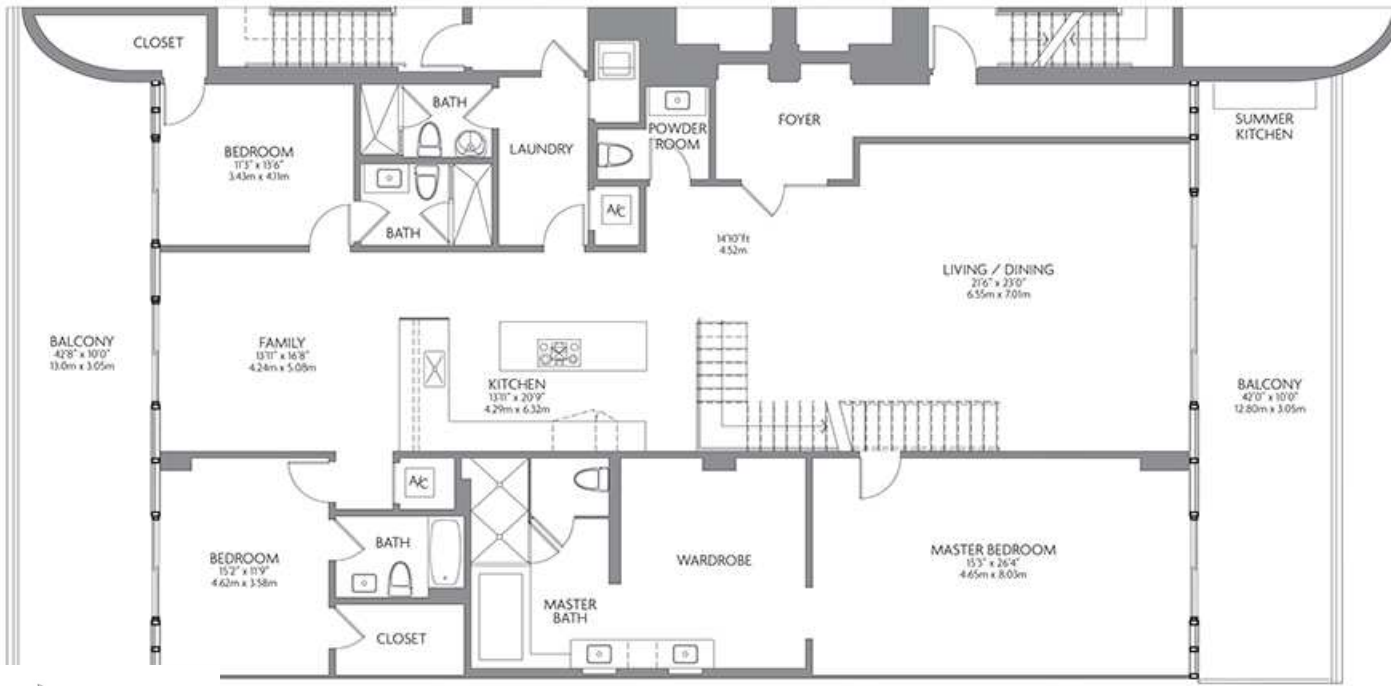 CLOSET
BATH
BEDROOM
11'3" x 13'6"
3.43m x 4.11m
LAUNDRY
POWDER
ROOM
FOYER
SUMMER
KITCHEN
A/C
BATH
14'10"ft
4.52m
LIVING / DINING
21'6" x 23'0"
6.55m x 7.01m
BALCONY
42'8" x 10'0"
13.0m x 3.05m
FAMILY
13'11" x 16'8"
4.24m x 5.08m
KITCHEN
13'11" x 20'9"
4.29m x 6.32m
BALCONY
42'0" x 10'0"
12.80m x 3.05m
A/C
BEDROOM
15'2" x 11'9"
4.62m x 3.58m
BATH
WARDROBE
MASTER BEDROOM
15'3" x 26'4"
4.65m x 8.03m
MASTER
BATH
CLOSET